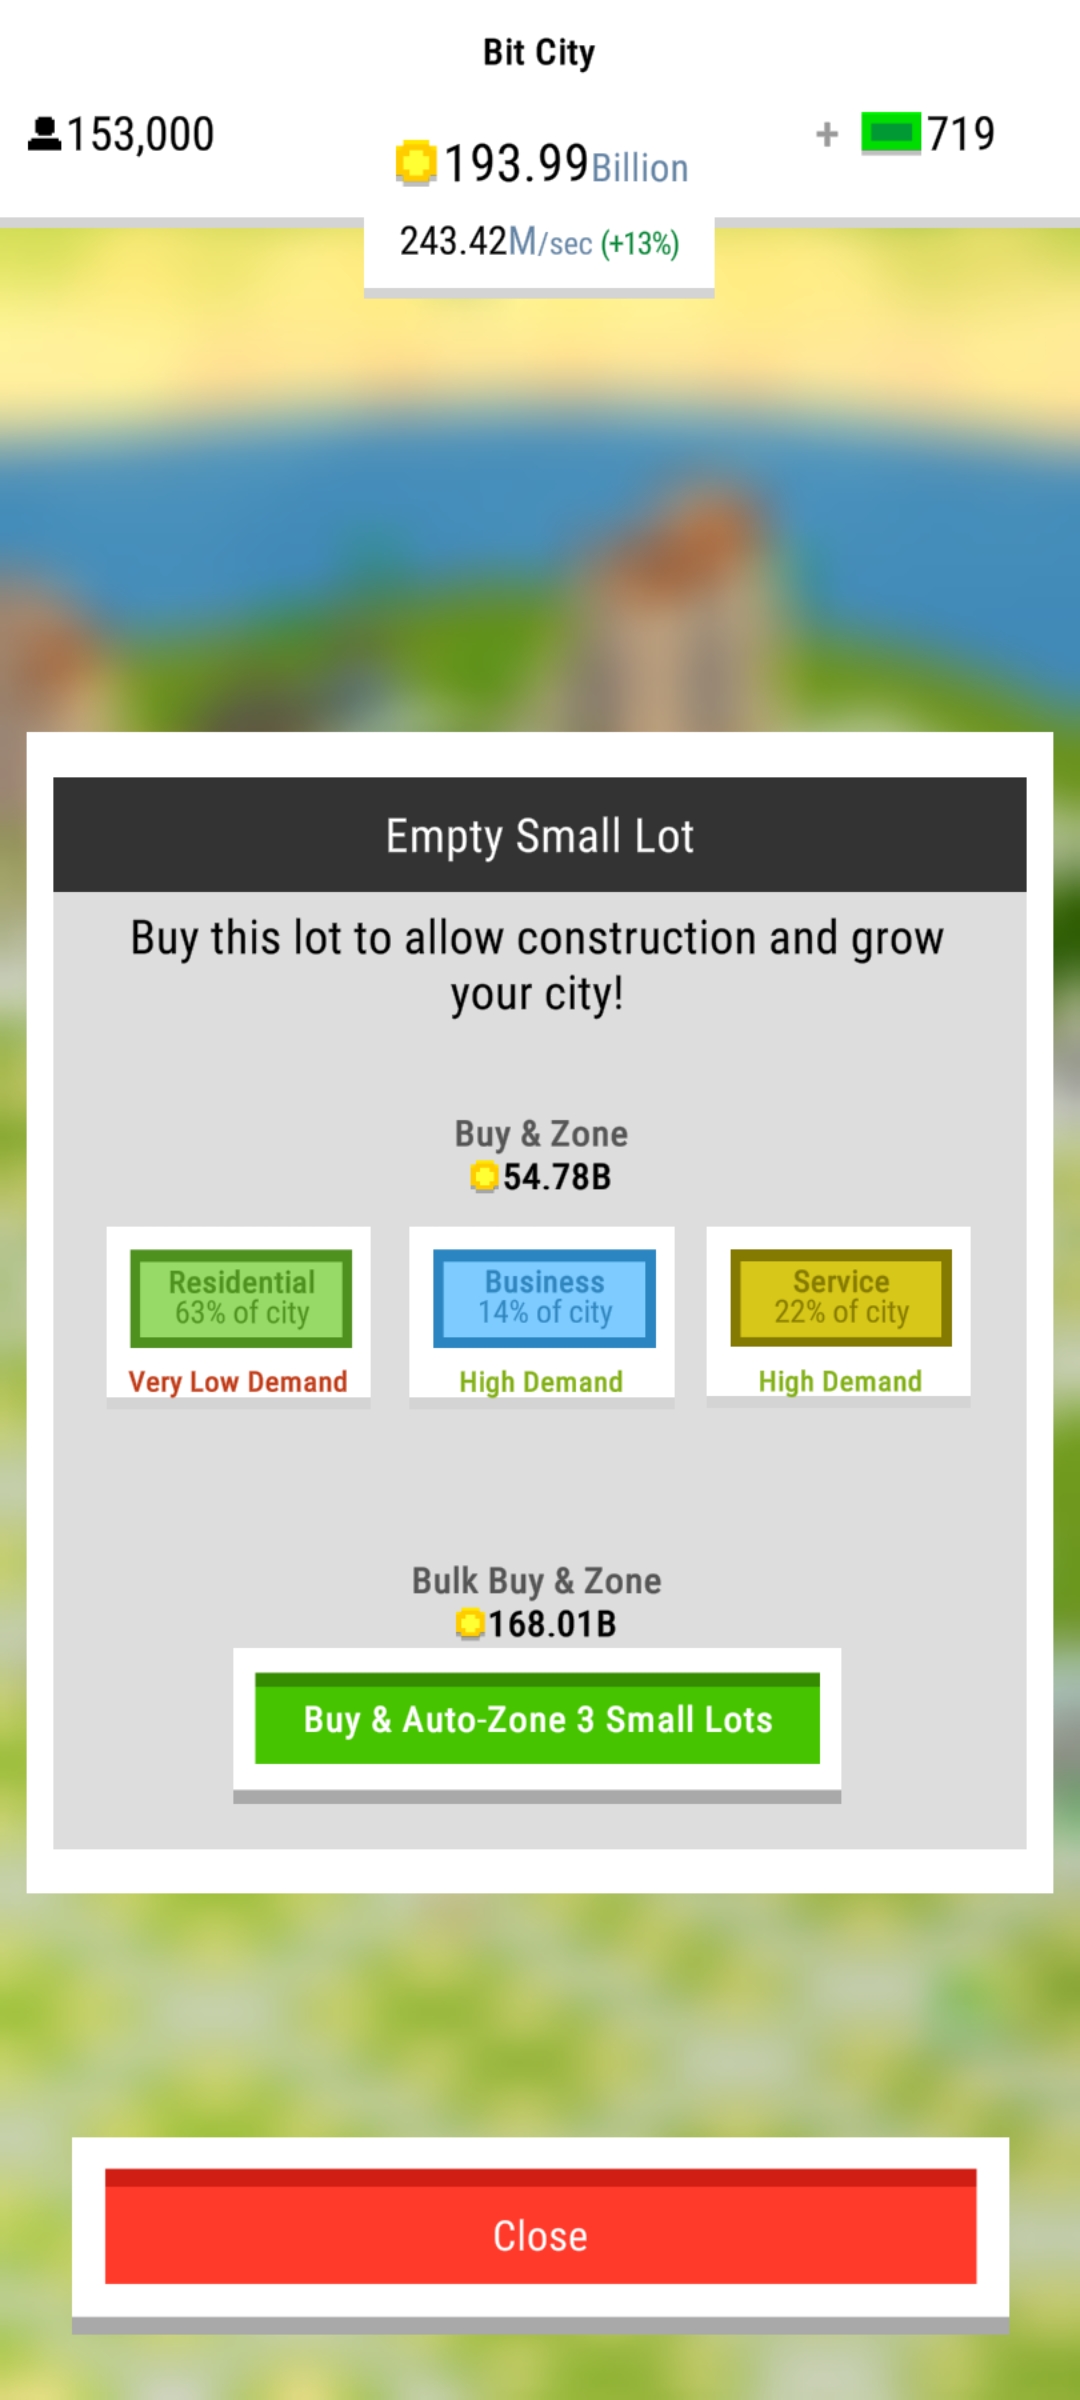 Bit City
153,000
193.99Billion
+ 719
243.42M/sec (+13%)
Empty Small Lot
Buy this lot to allow construction and grow
your city!
Buy & Zone
54.78B
Residential
63% of city
Very Low Demand
Business
14% of city
High Demand
Service
22% of city
High Demand
Bulk Buy & Zone
168.01B
Buy & Auto-Zone 3 Small Lots
Close